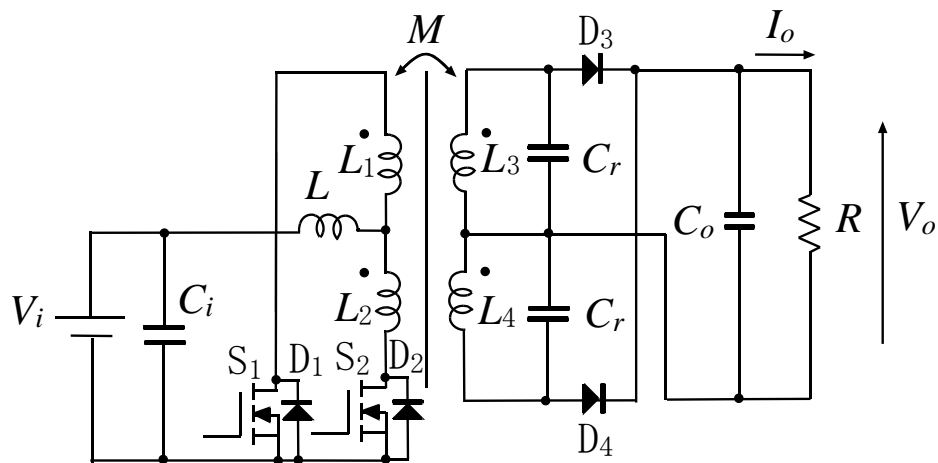 M
D₃
Iₒ
L₁
L₃
Cᵣ
L
Cₒ
R
Vₒ
Vᵢ
Cᵢ
L₂
L₄
Cᵣ
S₁
D₁
S₂
D₂
D₄